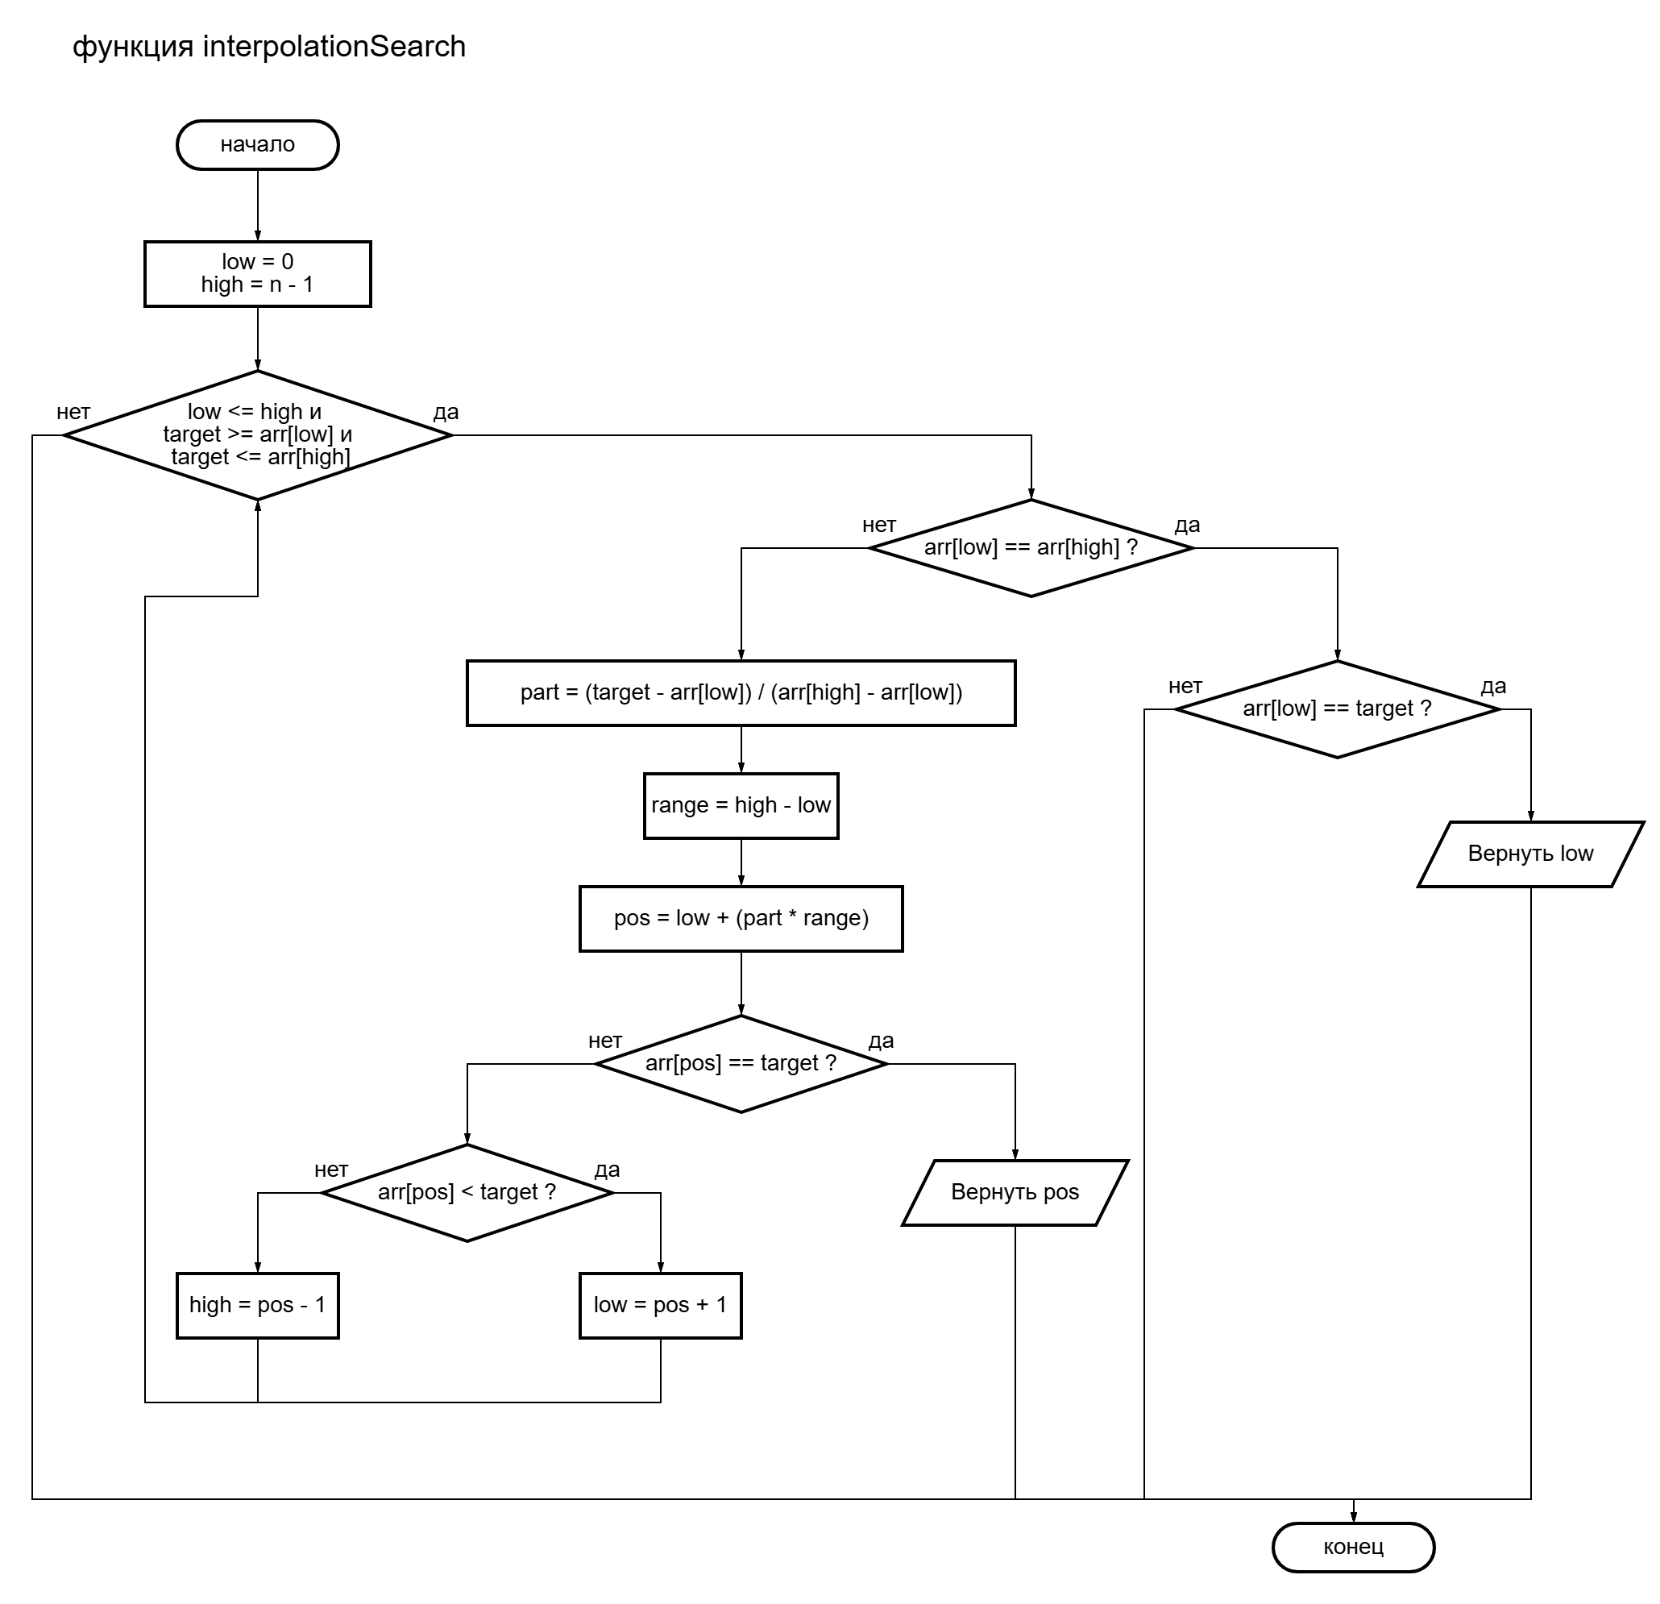 функция interpolationSearch
начало
low = 0
high = n - 1
нет
да
low <= high и
target >= arr[low] и
target <= arr[high]
нет
да
arr[low] == arr[high] ?
part = (target - arr[low]) / (arr[high] - arr[low])
нет
да
arr[low] == target ?
range = high - low
Вернуть low
pos = low + (part * range)
нет
да
arr[pos] == target ?
нет
да
arr[pos] < target ?
Вернуть pos
high = pos - 1
low = pos + 1
конец